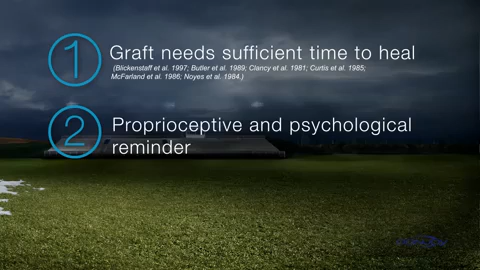 1 Graft needs sufficient time to heal
(Blickenstaff et al. 1997; Butler et al. 1989; Clancy et al. 1981; Curtis et al. 1985;
McFarland et al. 1986; Noyes et al. 1984.)
2 Proprioceptive and psychological
reminder